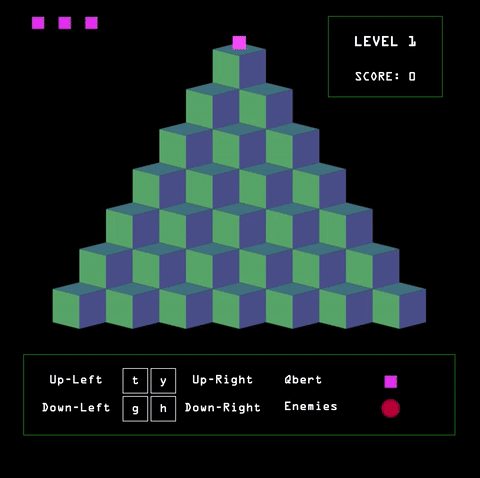 LEVEL 1
SCORE: 0
Up-Left t y Up-Right Qbert
Down-Left g h Down-Right Enemies